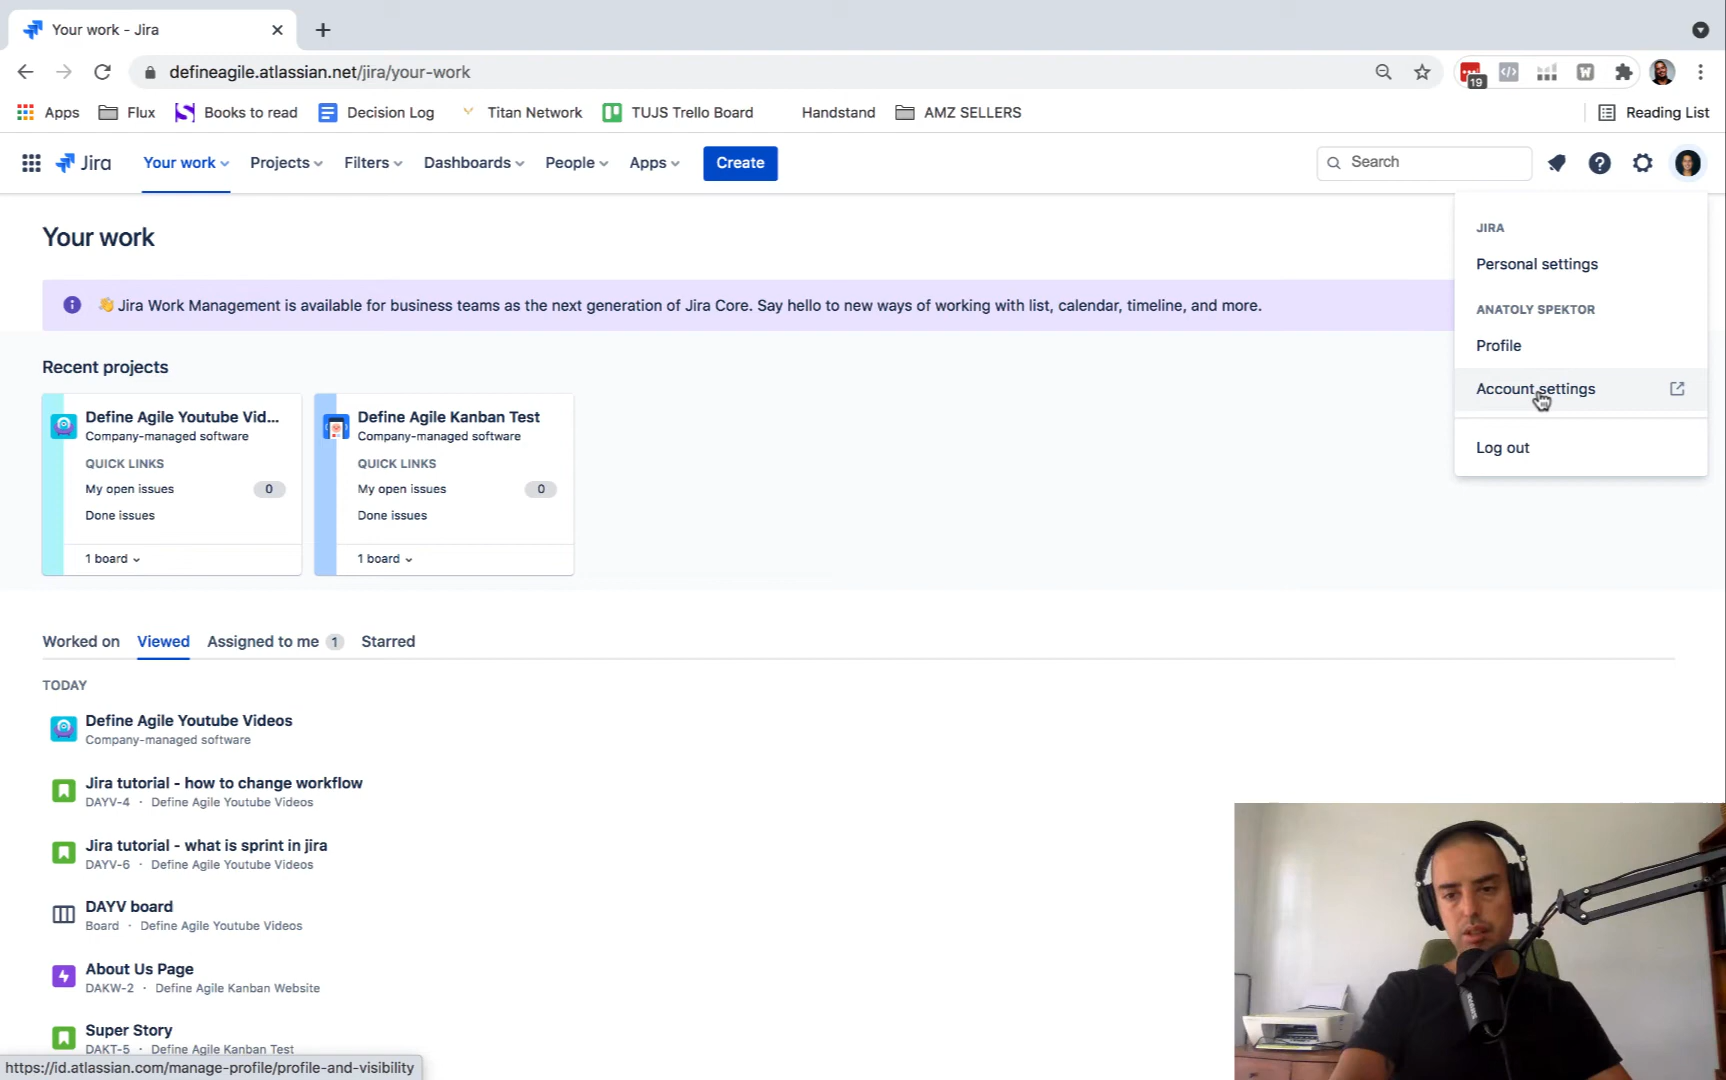 Your work - Jira
defineagile.atlassian.net/jira/your-work
19
Apps
Flux
Books to read
Decision Log
Titan Network
TUJS Trello Board
Handstand
AMZ SELLERS
Reading List
Jira
Your work
Projects
Filters
Dashboards
People
Apps
Create
Search
Your work
👋 Jira Work Management is available for business teams as the next generation of Jira Core. Say hello to new ways of working with list, calendar, timeline, and more.
JIRA
Personal settings
ANATOLY SPEKTOR
Profile
Account settings
Log out
Recent projects
Define Agile Youtube Vid...
Company-managed software
QUICK LINKS
My open issues 0
Done issues
1 board
Define Agile Kanban Test
Company-managed software
QUICK LINKS
My open issues 0
Done issues
1 board
Worked on
Viewed
Assigned to me 1
Starred
TODAY
Define Agile Youtube Videos
Company-managed software
Jira tutorial - how to change workflow
DAYV-4 · Define Agile Youtube Videos
Jira tutorial - what is sprint in jira
DAYV-6 · Define Agile Youtube Videos
DAYV board
Board · Define Agile Youtube Videos
About Us Page
DAKW-2 · Define Agile Kanban Website
Super Story
DAKT-5 · Define Agile Kanban Test
https://id.atlassian.com/manage-profile/profile-and-visibility